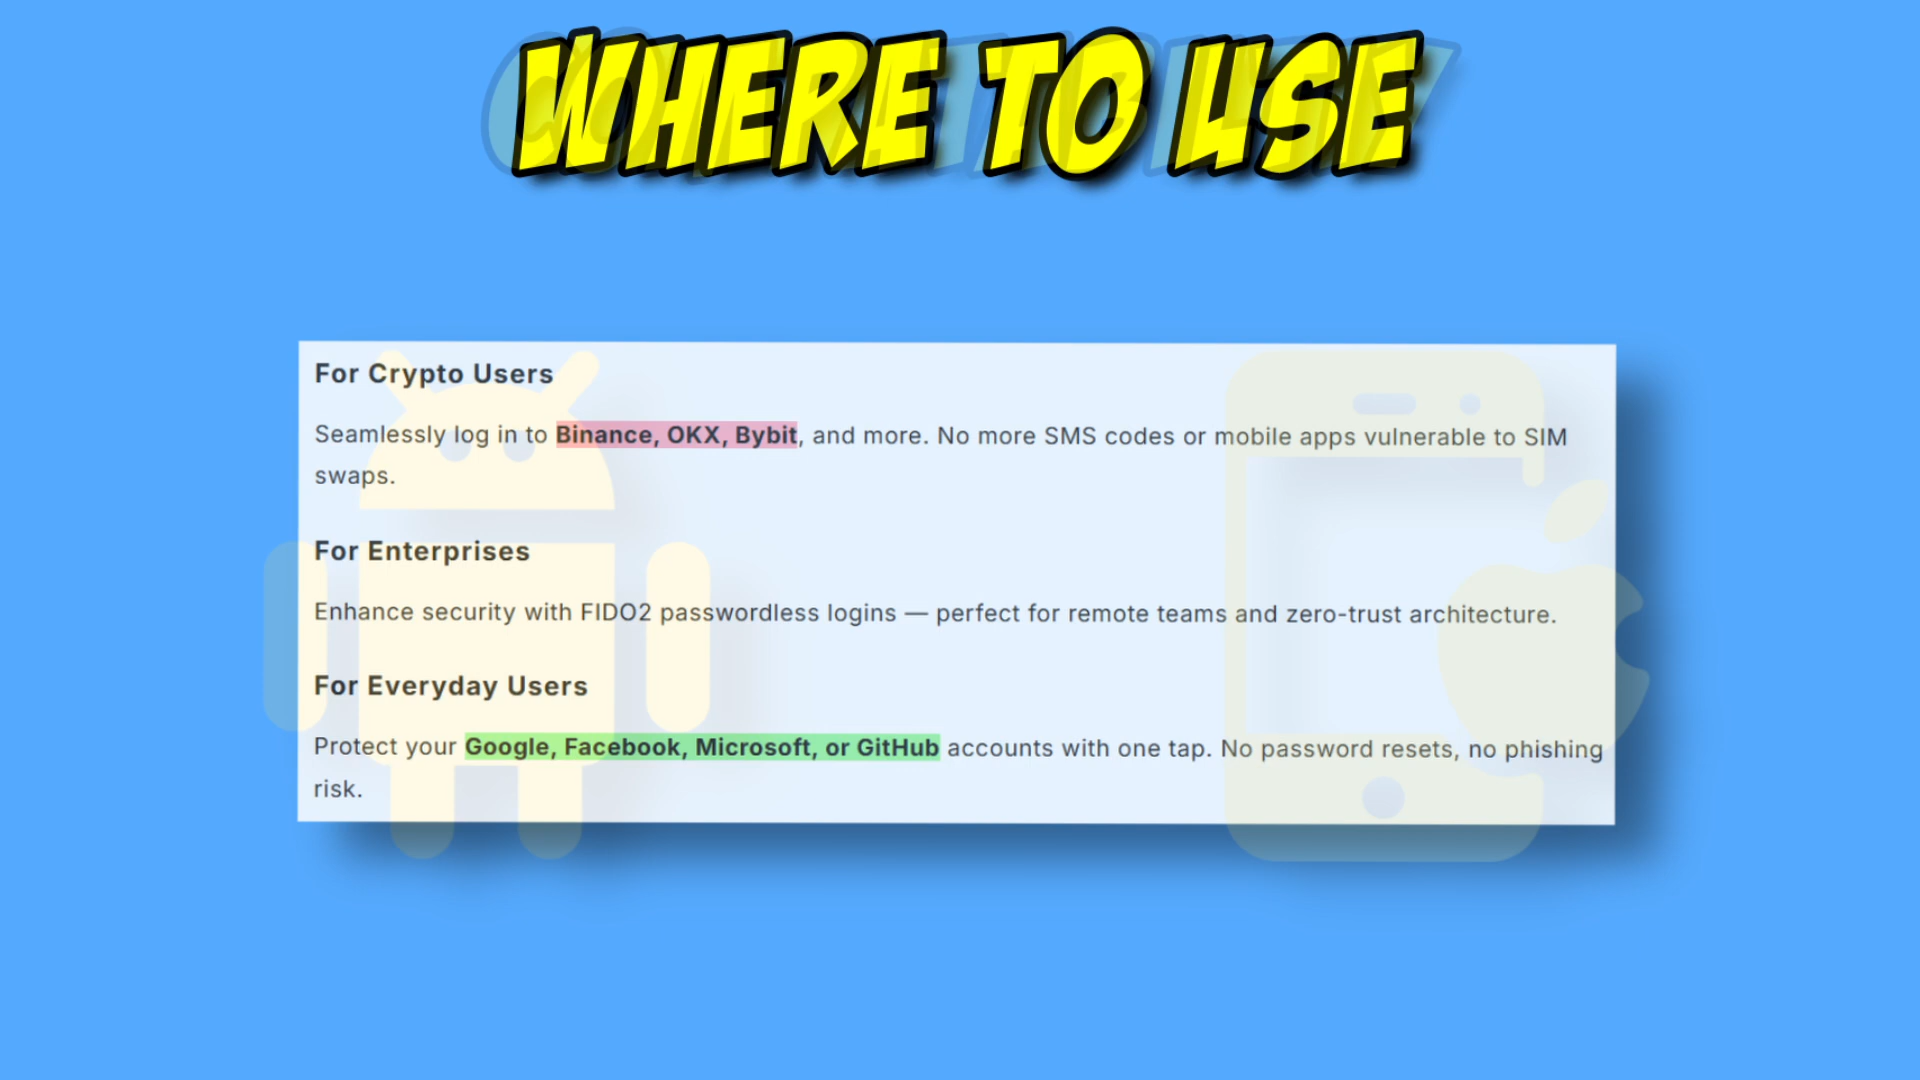 WHERE TO USE
For Crypto Users
Seamlessly log in to Binance, OKX, Bybit, and more. No more SMS codes or mobile apps vulnerable to SIM
swaps.
For Enterprises
Enhance security with FIDO2 passwordless logins — perfect for remote teams and zero-trust architecture.
For Everyday Users
Protect your Google, Facebook, Microsoft, or GitHub accounts with one tap. No password resets, no phishing
risk.